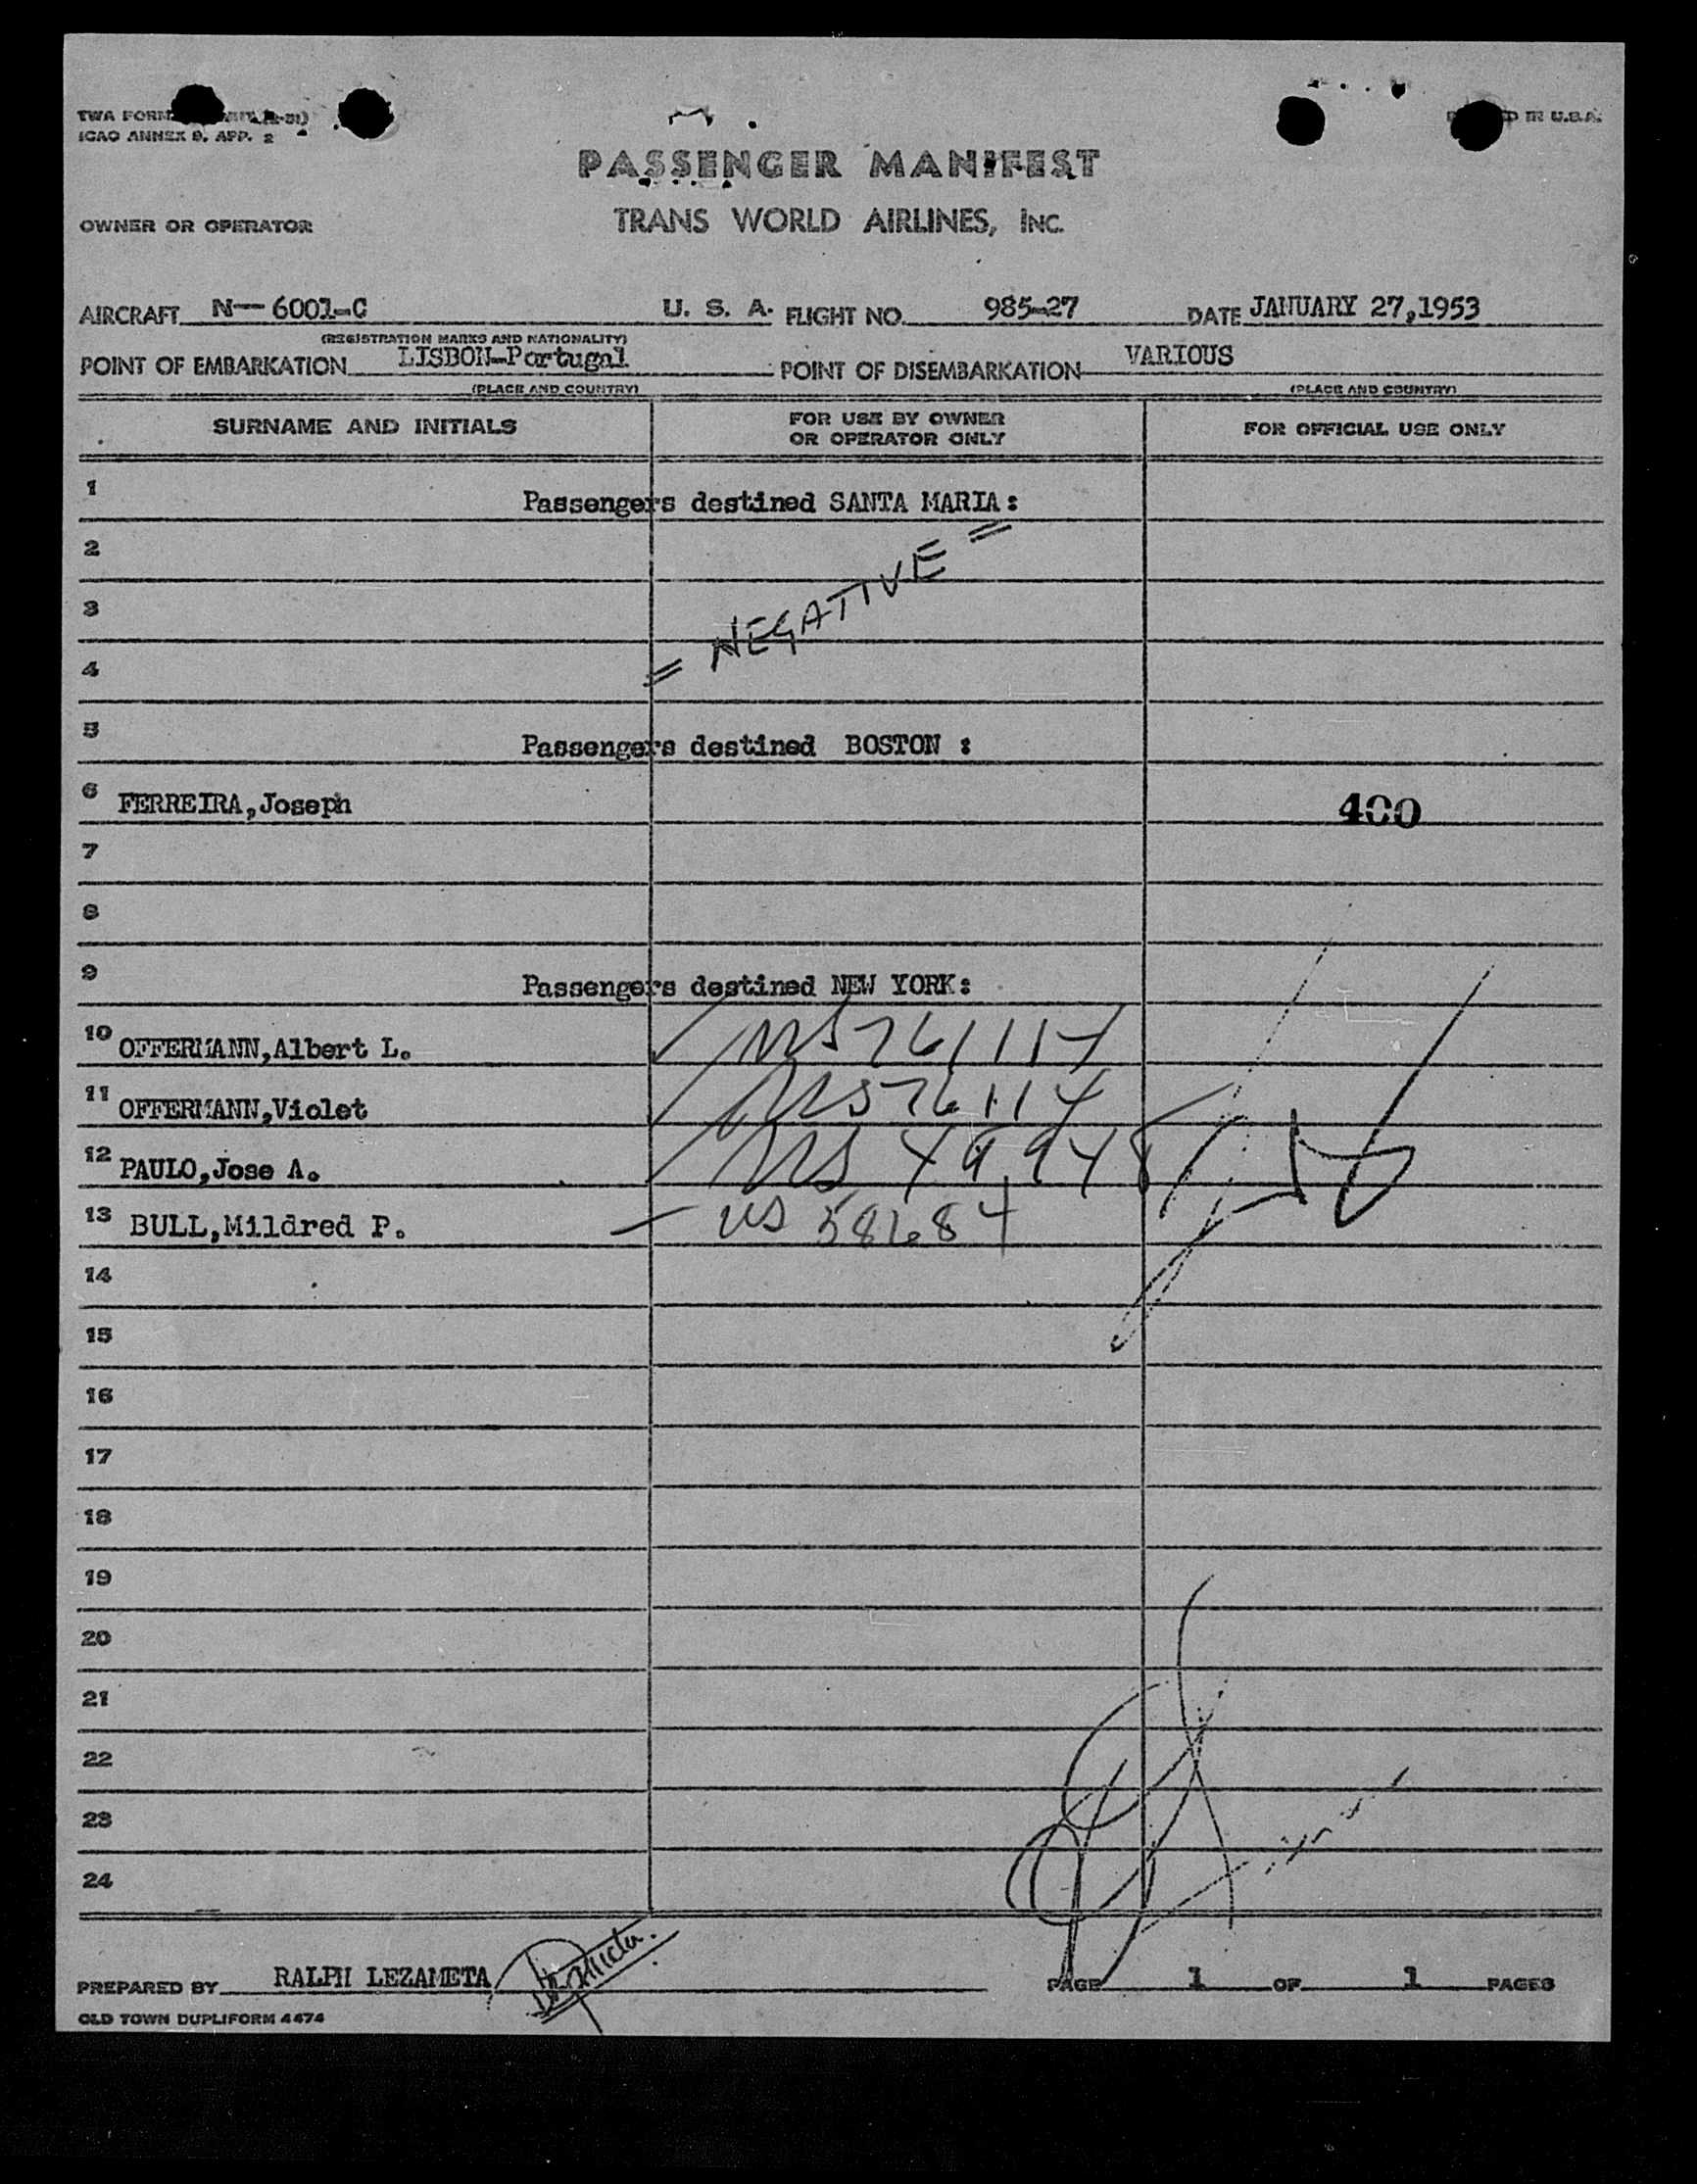 TWA FORM
ICAO ANNEX 9, APP. 2
IN U.S.A.
PASSENGER MANIFEST
OWNER OR OPERATOR TRANS WORLD AIRLINES, INC.
AIRCRAFT N-6001-C U. S. A. FLIGHT NO. 985-27 DATE JANUARY 27,1953
(REGISTRATION MARKS AND NATIONALITY)
POINT OF EMBARKATION LISBON-Portugal POINT OF DISEMBARKATION VARIOUS
(PLACE AND COUNTRY) (PLACE AND COUNTRY)
SURNAME AND INITIALS FOR USE BY OWNER OR OPERATOR ONLY FOR OFFICIAL USE ONLY
1 Passengers destined SANTA MARIA:
2
3 = NEGATIVE =
4
5 Passengers destined BOSTON :
6 FERREIRA,Joseph 400
7
8
9 Passengers destined NEW YORK:
10 OFFERMANN,Albert L.
11 OFFERMANN,Violet
12 PAULO,Jose A.
13 BULL,Mildred P. US 58684
14
15
16
17
18
19
20
21
22
23
24
PREPARED BY RALPH LEZAMETA PAGE 1 OF 1 PAGES
OLD TOWN DUPLIFORM 4474